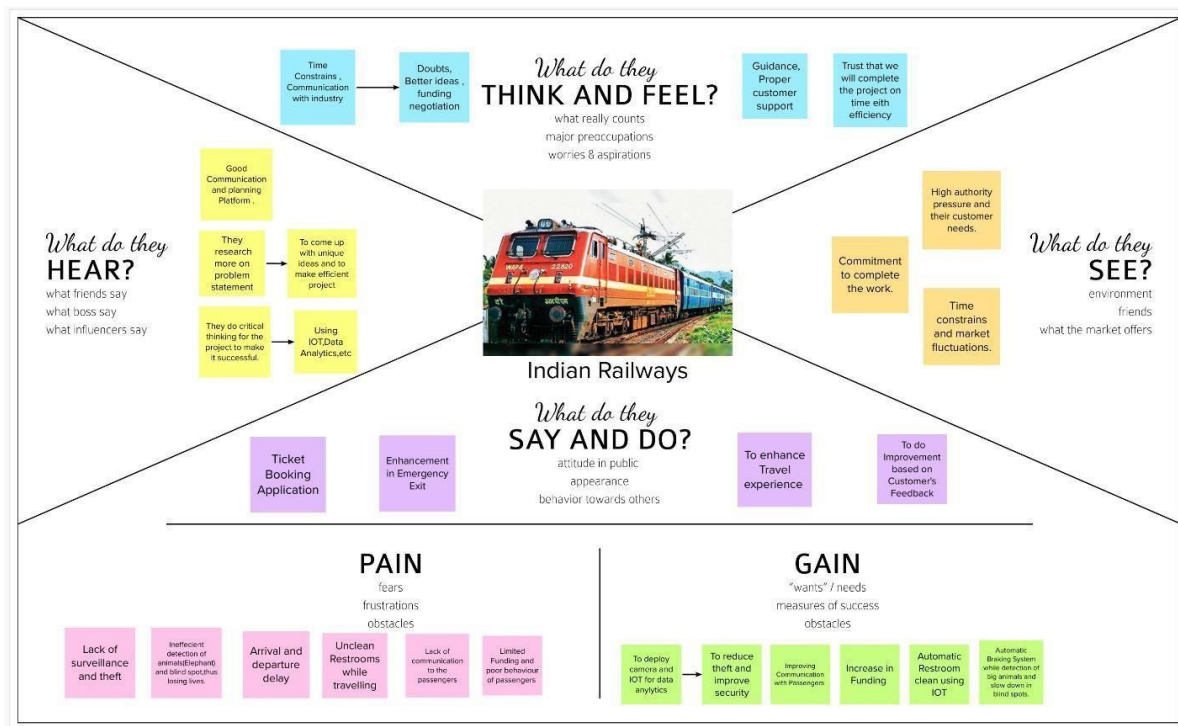 What do they
THINK AND FEEL?
what really counts
major preoccupations
worries & aspirations
Time
Constrains ,
Communication
with industry
Doubts,
Better ideas ,
funding
negotiation
Guidance,
Proper
customer
support
Trust that we
will complete
the project on
time eith
efficiency
What do they
HEAR?
what friends say
what boss say
what influencers say
Good
Communication
and planning
Platform .
They
research
more on
problem
statement
To come up
with unique
ideas and to
make efficient
project
They do critical
thinking for the
project to make
it successful.
Using
IOT,Data
Analytics,etc
WAP4
22820
Indian Railways
What do they
SEE?
environment
friends
what the market offers
High authority
pressure and
their customer
needs.
Commitment
to complete
the work.
Time
constrains
and market
fluctuations.
What do they
SAY AND DO?
attitude in public
appearance
behavior towards others
Ticket
Booking
Application
Enhancement
in Emergency
Exit
To enhance
Travel
experience
To do
Improvement
based on
Customer's
Feedback
PAIN
fears
frustrations
obstacles
Lack of
surveillance
and theft
Ineffecient
detection of
animals(Elephant)
and blind spot,thus
losing lives.
Arrival and
departure
delay
Unclean
Restrooms
while
travelling
Lack of
communication
to the
passengers
Limited
Funding and
poor behaviour
of passengers
GAIN
"wants" / needs
measures of success
obstacles
To deploy
camera and
IOT for data
anylytics
To reduce
theft and
improve
security
Improving
Communication
with Passengers
Increase in
Funding
Automatic
Restroom
clean using
IOT
Automatic
Braking System
while detection of
big animals and
slow down in
blind spots.